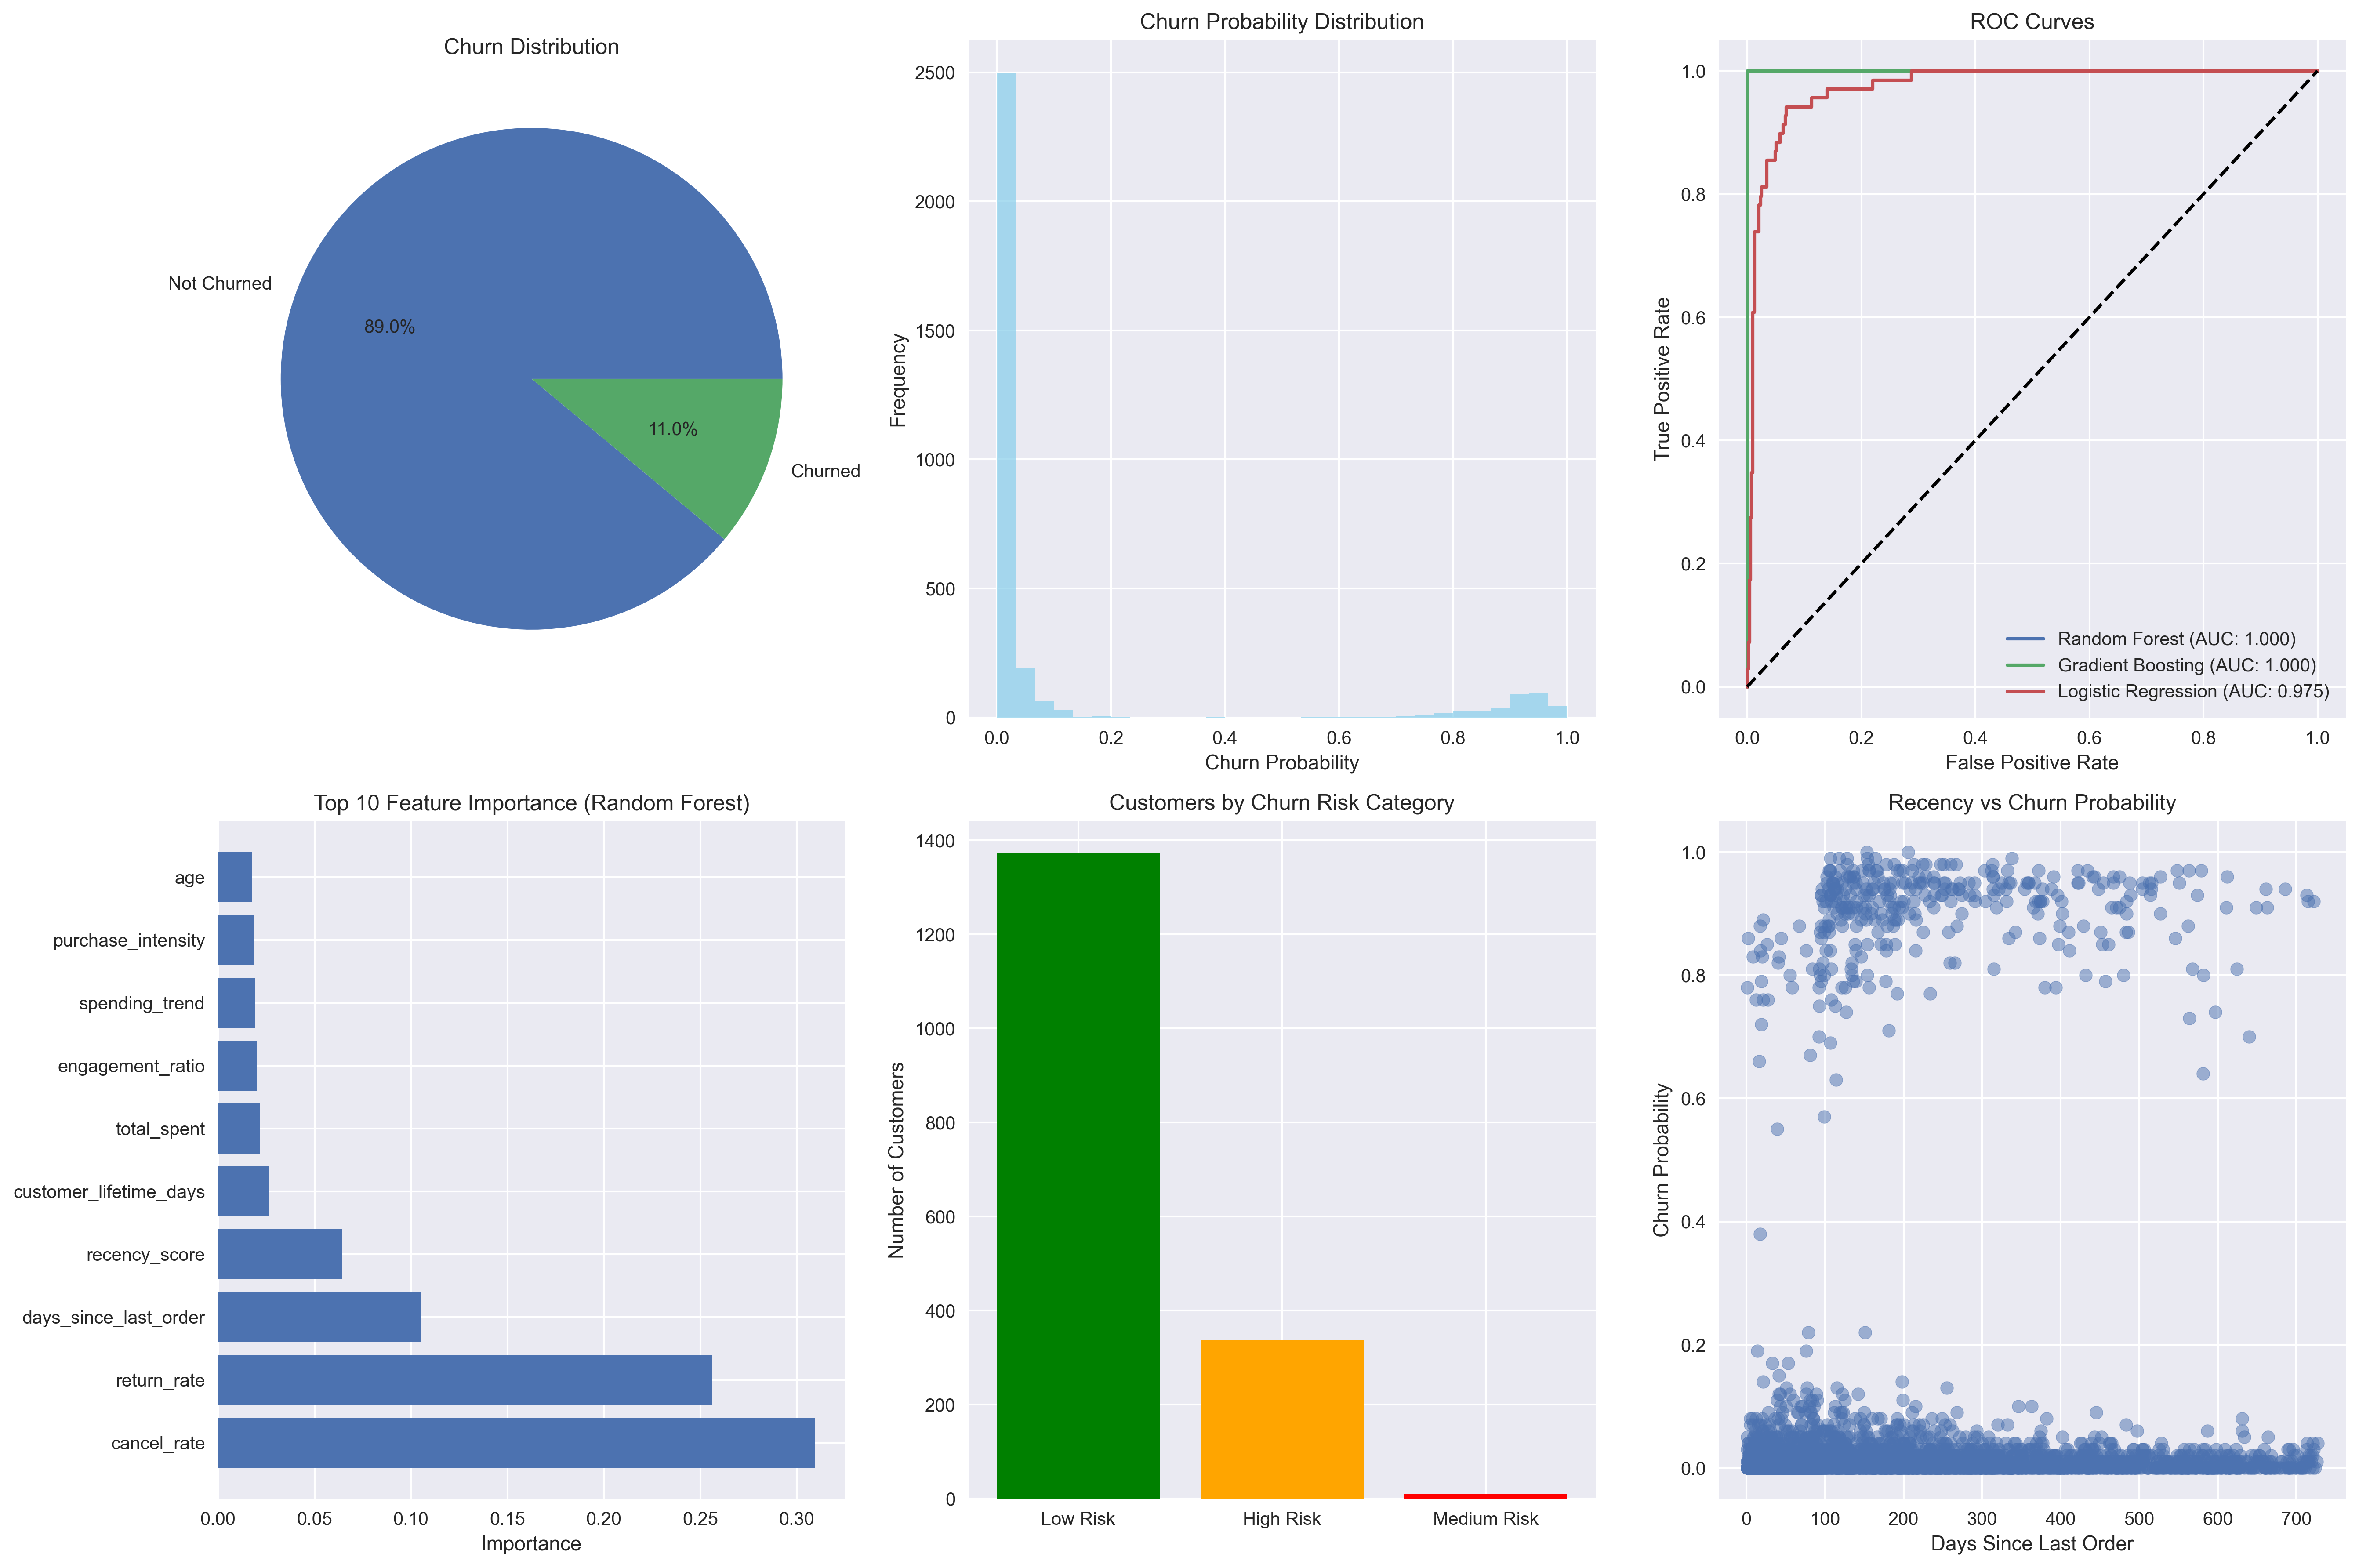 Churn Distribution
Not Churned
89.0%
11.0%
Churned
Churn Probability Distribution
Frequency
2500
2000
1500
1000
500
0
0.0 0.2 0.4 0.6 0.8 1.0
Churn Probability
ROC Curves
True Positive Rate
1.0
0.8
0.6
0.4
0.2
0.0
Random Forest (AUC: 1.000)
Gradient Boosting (AUC: 1.000)
Logistic Regression (AUC: 0.975)
0.0 0.2 0.4 0.6 0.8 1.0
False Positive Rate
Top 10 Feature Importance (Random Forest)
age
purchase_intensity
spending_trend
engagement_ratio
total_spent
customer_lifetime_days
recency_score
days_since_last_order
return_rate
cancel_rate
0.00 0.05 0.10 0.15 0.20 0.25 0.30
Importance
Customers by Churn Risk Category
Number of Customers
1400
1200
1000
800
600
400
200
0
Low Risk High Risk Medium Risk
Recency vs Churn Probability
Churn Probability
1.0
0.8
0.6
0.4
0.2
0.0
0 100 200 300 400 500 600 700
Days Since Last Order